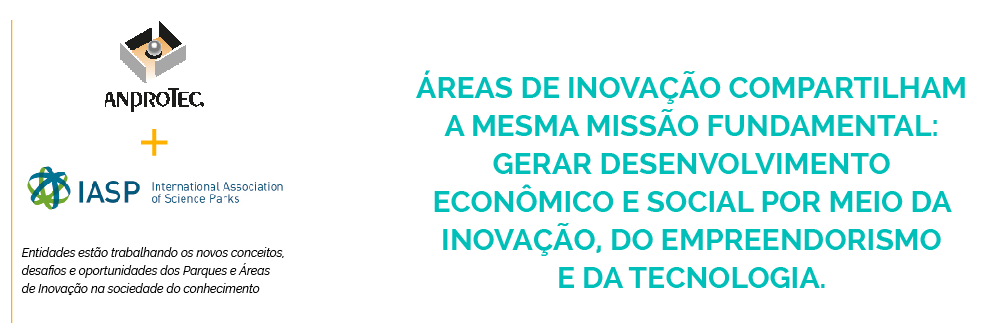 ANPROTEC
+
IASP International Association
of Science Parks
Entidades estão trabalhando os novos conceitos,
desafios e oportunidades dos Parques e Áreas
de Inovação na sociedade do conhecimento
ÁREAS DE INOVAÇÃO COMPARTILHAM
A MESMA MISSÃO FUNDAMENTAL:
GERAR DESENVOLVIMENTO
ECONÔMICO E SOCIAL POR MEIO DA
INOVAÇÃO, DO EMPREENDORISMO
E DA TECNOLOGIA.